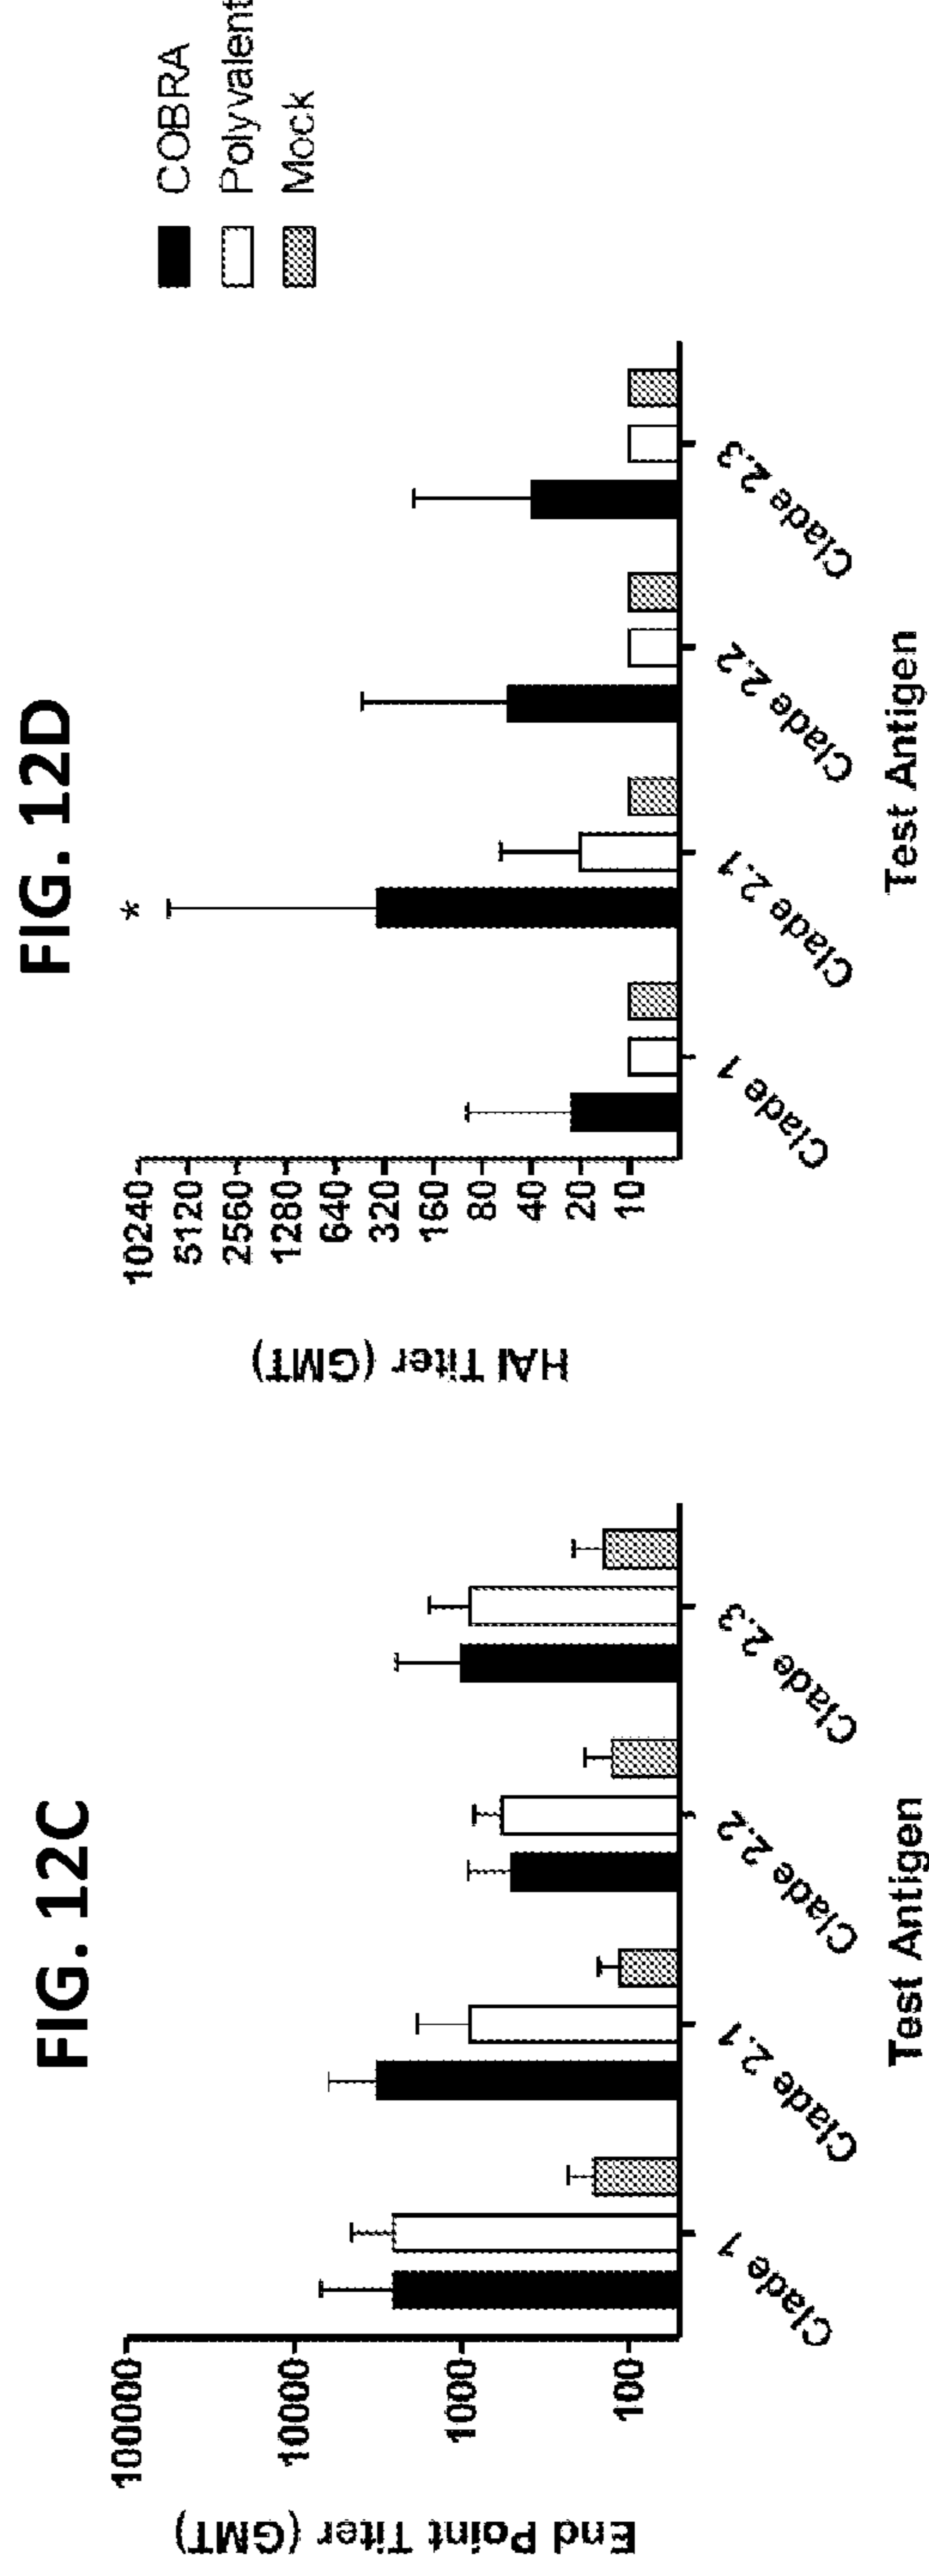 FIG. 12C
End Point Titer (GMT)
100000
10000
1000
100
Clade 1
Clade 2.1
Clade 2.2
Clade 2.3
Test Antigen
FIG. 12D
HAI Titer (GMT)
10240
5120
2560
1280
640
320
160
80
40
20
10
*
Clade 1
Clade 2.1
Clade 2.2
Clade 2.3
Test Antigen
COBRA
Polyvalent
Mock